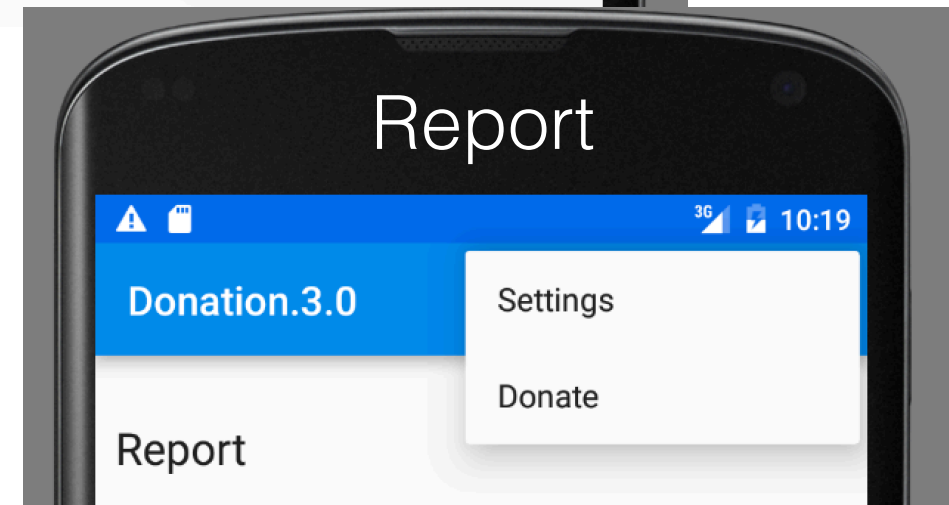 Report
3G 10:19
Donation.3.0
Settings
Donate
Report